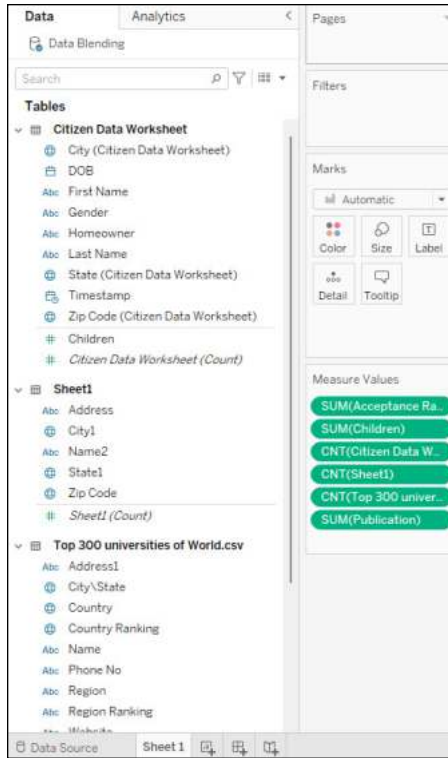 Data Analytics
Data Blending
Search
Tables
Citizen Data Worksheet
City (Citizen Data Worksheet)
DOB
Abc First Name
Abc Gender
Abc Homeowner
Abc Last Name
State (Citizen Data Worksheet)
Timestamp
Zip Code (Citizen Data Worksheet)
# Children
# Citizen Data Worksheet (Count)
Sheet1
Abc Address
City1
Abc Name2
State1
Zip Code
# Sheet1 (Count)
Top 300 universities of World.csv
Abc Address1
City\State
Country
Country Ranking
Abc Name
Abc Phone No
Abc Region
Abc Region Ranking
Abc Website
Data Source Sheet 1
Pages
Filters
Marks
Automatic
Color Size Label
Detail Tooltip
Measure Values
SUM(Acceptance Ra..
SUM(Children)
CNT(Citizen Data W...
CNT(Sheet1)
CNT(Top 300 univer...
SUM(Publication)